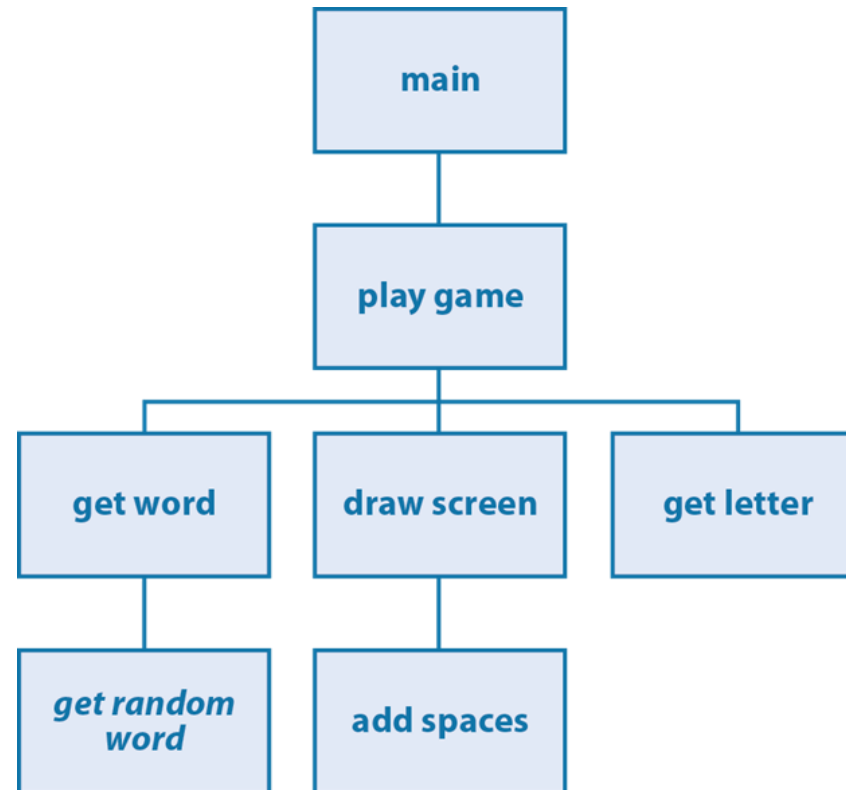 main
play game
get word
draw screen
get letter
get random
word
add spaces